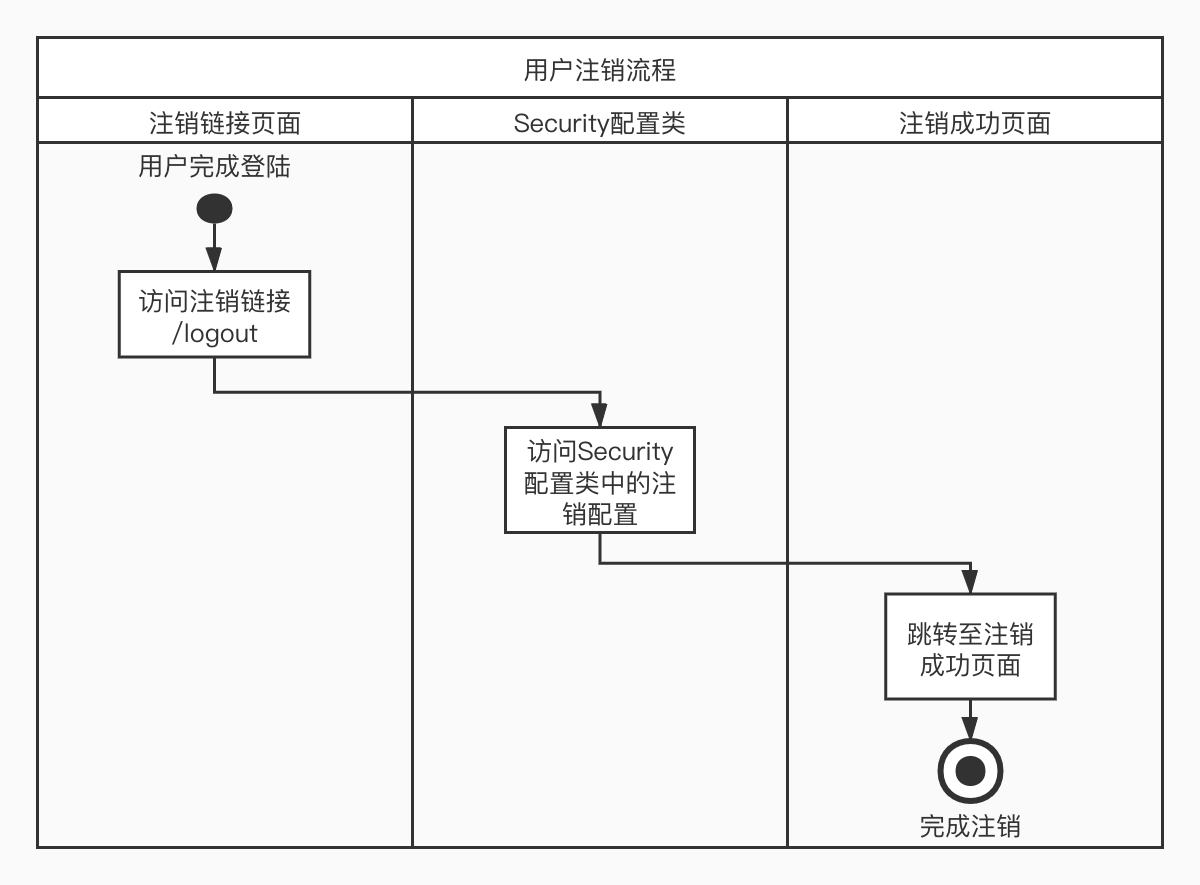 用户注销流程
注销链接页面
Security配置类
注销成功页面
用户完成登陆
访问注销链接
/logout
访问Security
配置类中的注
销配置
跳转至注销
成功页面
完成注销